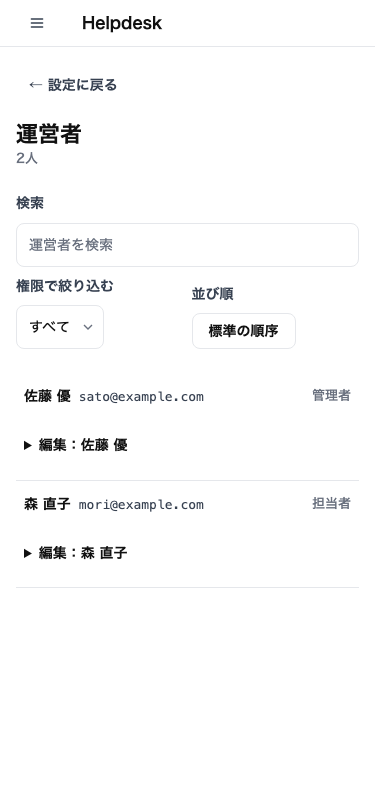 Helpdesk
← 設定に戻る
運営者
2人
検索
運営者を検索
権限で絞り込む
並び順
すべて
標準の順序
佐藤 優 sato@example.com 管理者
▶ 編集：佐藤 優
森 直子 mori@example.com 担当者
▶ 編集：森 直子